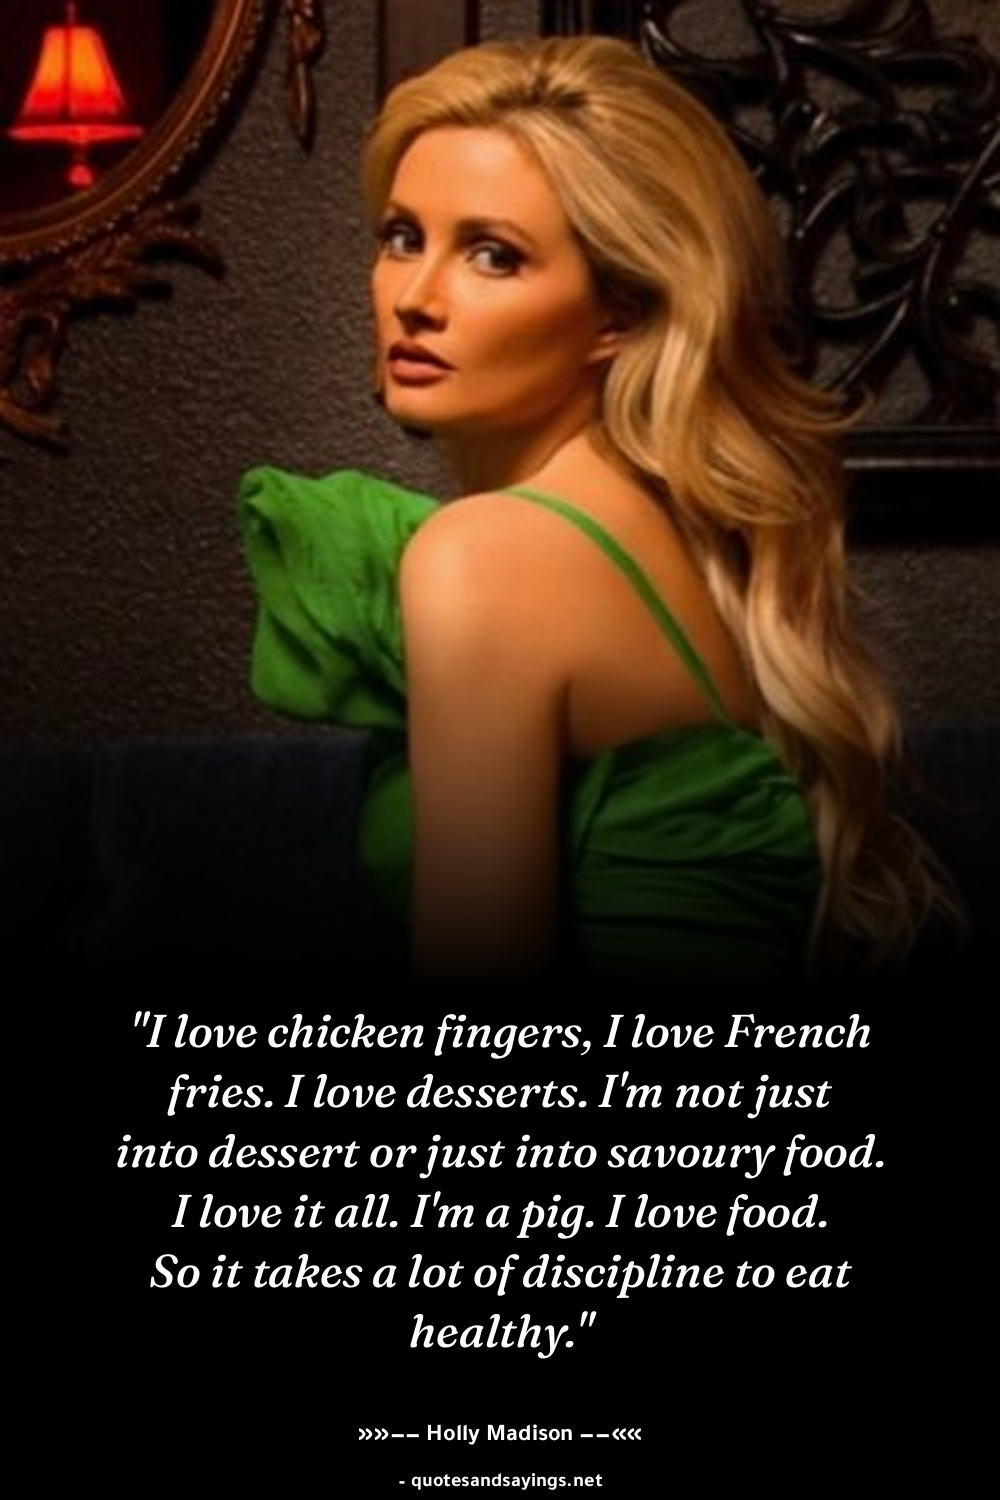 "I love chicken fingers, I love French
fries. I love desserts. I'm not just
into dessert or just into savoury food.
I love it all. I'm a pig. I love food.
So it takes a lot of discipline to eat
healthy."
»»-- Holly Madison --««
- quotesandsayings.net